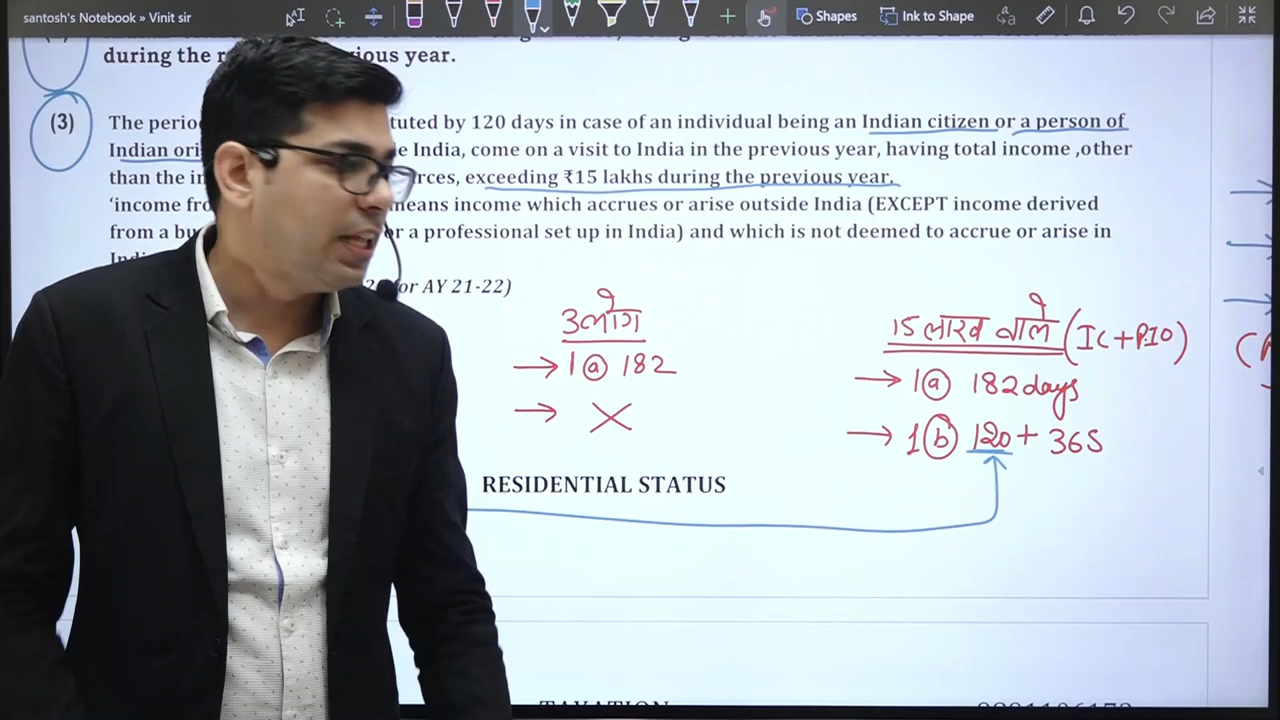 santosh's Notebook » Vinit sir
Shapes
Ink to Shape
during the r ious year.
(3)
The perio tuted by 120 days in case of an individual being an Indian citizen or a person of
Indian ori e India, come on a visit to India in the previous year, having total income ,other
than the in rces, exceeding ₹15 lakhs during the previous year.
‘income fro means income which accrues or arise outside India (EXCEPT income derived
from a bu or a professional set up in India) and which is not deemed to accrue or arise in
or AY 21-22)
3लोगो
→ 1 ⓐ 182
→ ×
15 लाख वाले (IC+PIO)
→ 1ⓐ 182days
→ 1ⓑ 120+ 365
RESIDENTIAL STATUS
TAXATION